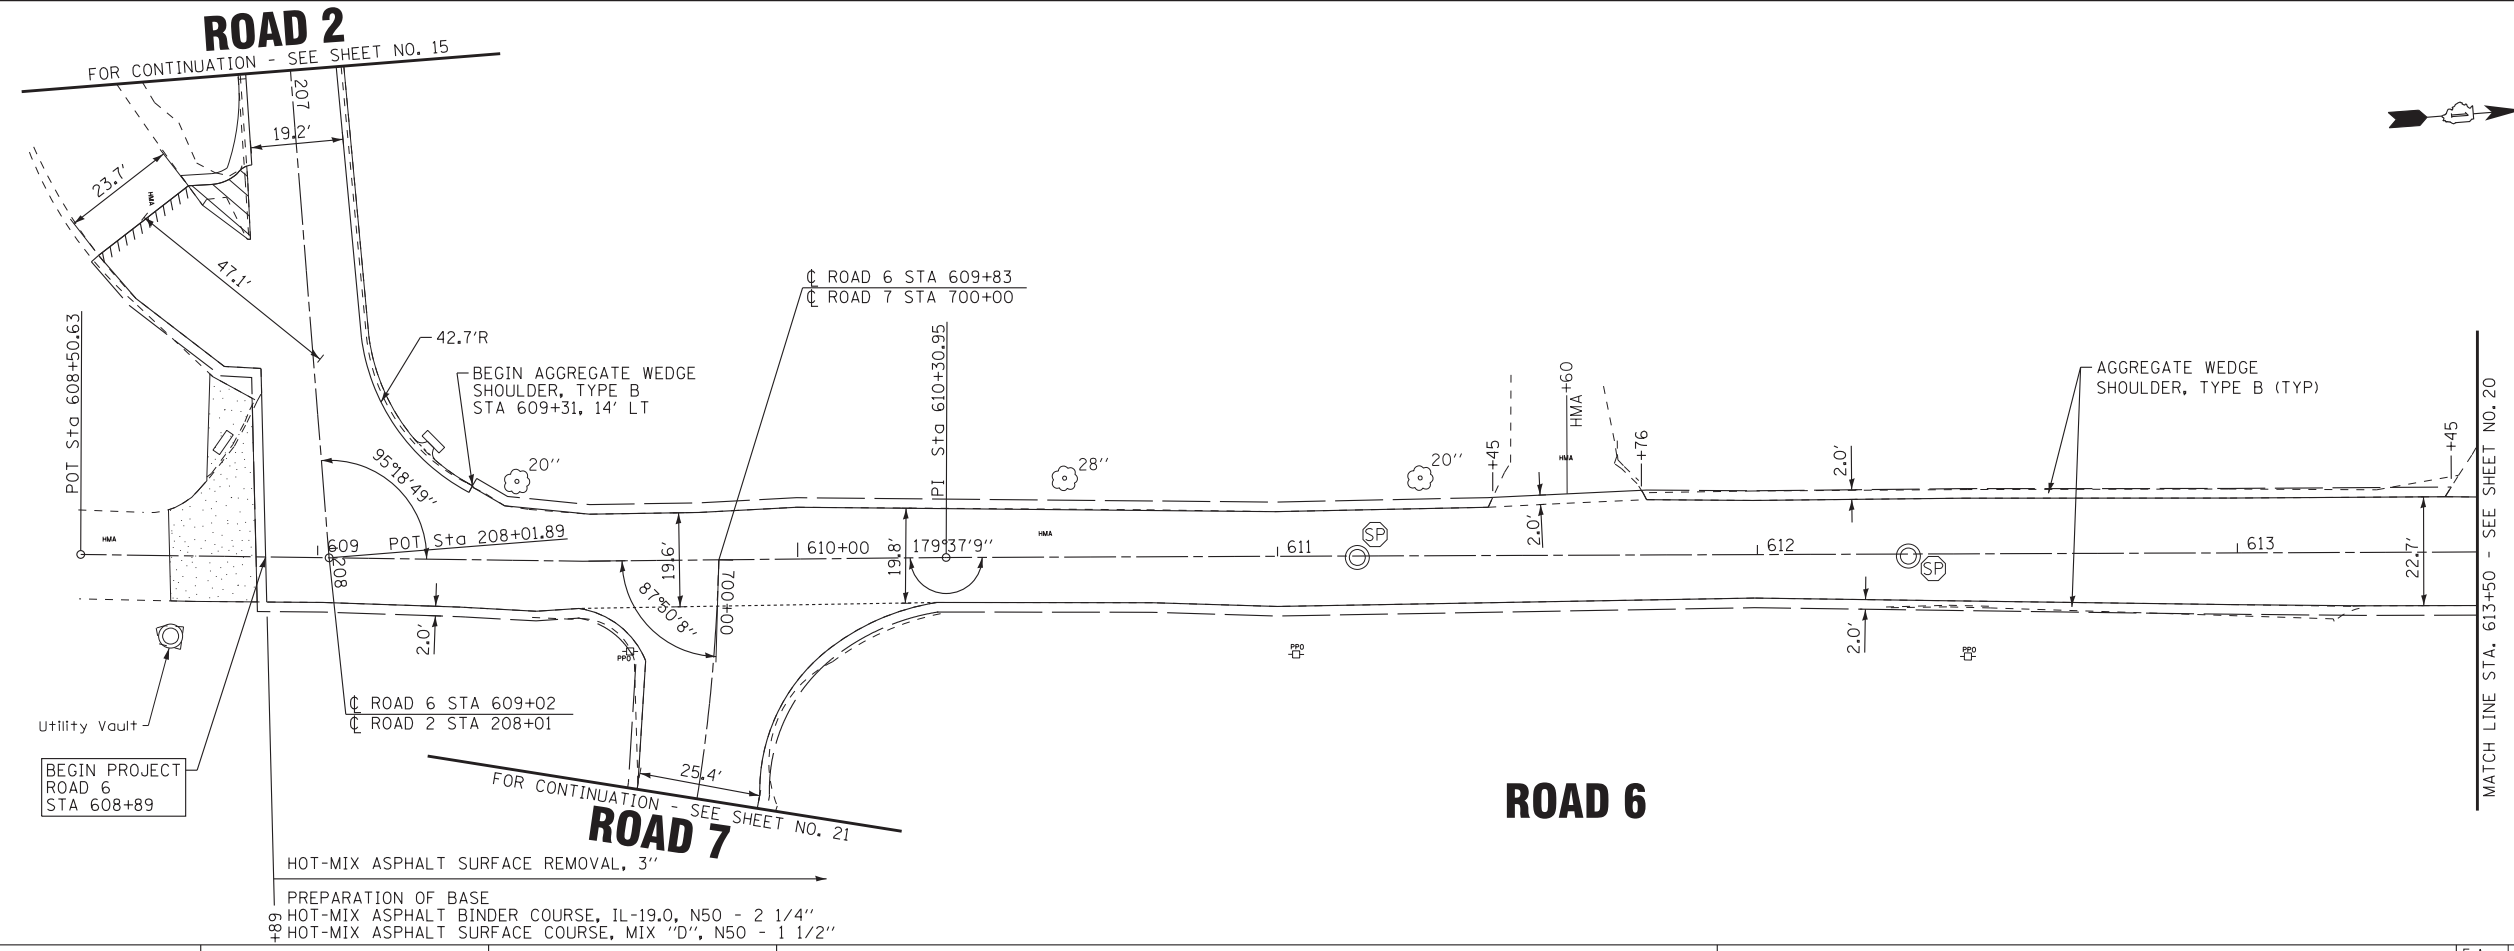 ROAD 2
FOR CONTINUATION - SEE SHEET NO. 15
207
19.2'
23.7'
HMA
47.1'
POT Sta 608+50.63
42.7'R
BEGIN AGGREGATE WEDGE
SHOULDER, TYPE B
STA 609+31, 14' LT
℄ ROAD 6 STA 609+83
℄ ROAD 7 STA 700+00
PI Sta 610+30.95
95°18'49"
20''
28''
20''
+45
HMA +60
HMA
+76
2.0'
2.0'
AGGREGATE WEDGE
SHOULDER, TYPE B (TYP)
+45
MATCH LINE STA. 613+50 - SEE SHEET NO. 20
HMA
609
POT Sta 208+01.89
208
19.6'
610+00
19.8'
179°37'9''
HMA
611
SP
612
SP
613
22.7'
87°50'8''
700+00
2.0'
2.0'
PPO
PPO
PPO
Utility Vault
℄ ROAD 6 STA 609+02
℄ ROAD 2 STA 208+01
BEGIN PROJECT
ROAD 6
STA 608+89
25.4'
FOR CONTINUATION - SEE SHEET NO. 21
ROAD 7
ROAD 6
HOT-MIX ASPHALT SURFACE REMOVAL, 3''
PREPARATION OF BASE
HOT-MIX ASPHALT BINDER COURSE, IL-19.0, N50 - 2 1/4''
HOT-MIX ASPHALT SURFACE COURSE, MIX ''D'', N50 - 1 1/2''
+89